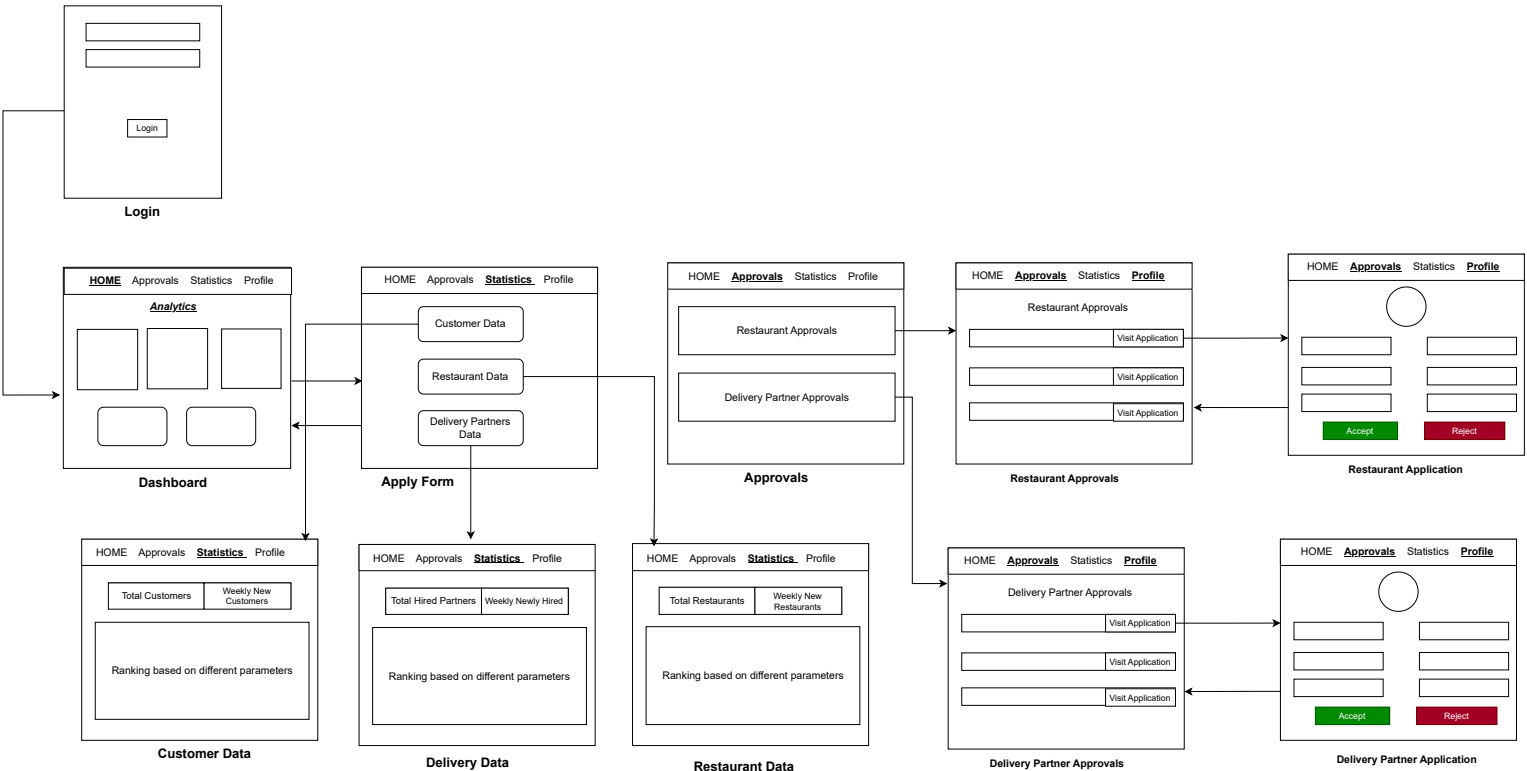 Login
Login
HOME Approvals Statistics Profile
Analytics
Dashboard
HOME Approvals Statistics Profile
Customer Data
Restaurant Data
Delivery Partners
Data
Apply Form
HOME Approvals Statistics Profile
Restaurant Approvals
Delivery Partner Approvals
Approvals
HOME Approvals Statistics Profile
Restaurant Approvals
Visit Application
Visit Application
Visit Application
Restaurant Approvals
HOME Approvals Statistics Profile
Accept Reject
Restaurant Application
HOME Approvals Statistics Profile
Total Customers
Weekly New
Customers
Ranking based on different parameters
Customer Data
HOME Approvals Statistics Profile
Total Hired Partners Weekly Newly Hired
Ranking based on different parameters
Delivery Data
HOME Approvals Statistics Profile
Total Restaurants
Weekly New
Restaurants
Ranking based on different parameters
Restaurant Data
HOME Approvals Statistics Profile
Delivery Partner Approvals
Visit Application
Visit Application
Visit Application
Delivery Partner Approvals
HOME Approvals Statistics Profile
Accept Reject
Delivery Partner Application